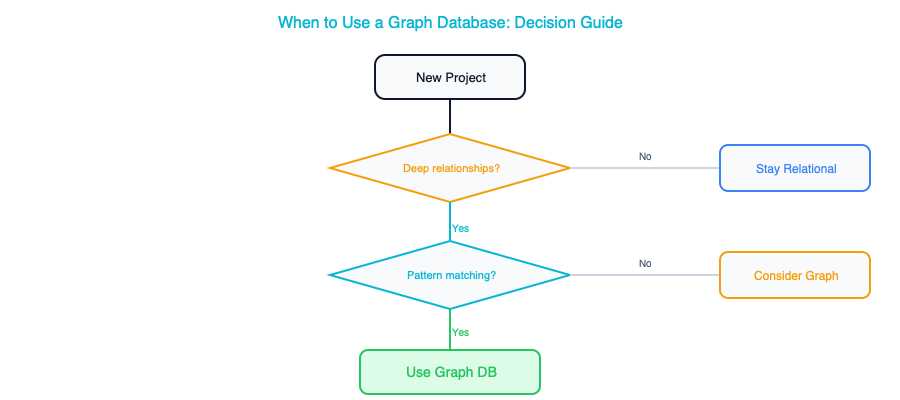 When to Use a Graph Database: Decision Guide
New Project
Deep relationships?
No
Stay Relational
Yes
Pattern matching?
No
Consider Graph
Yes
Use Graph DB